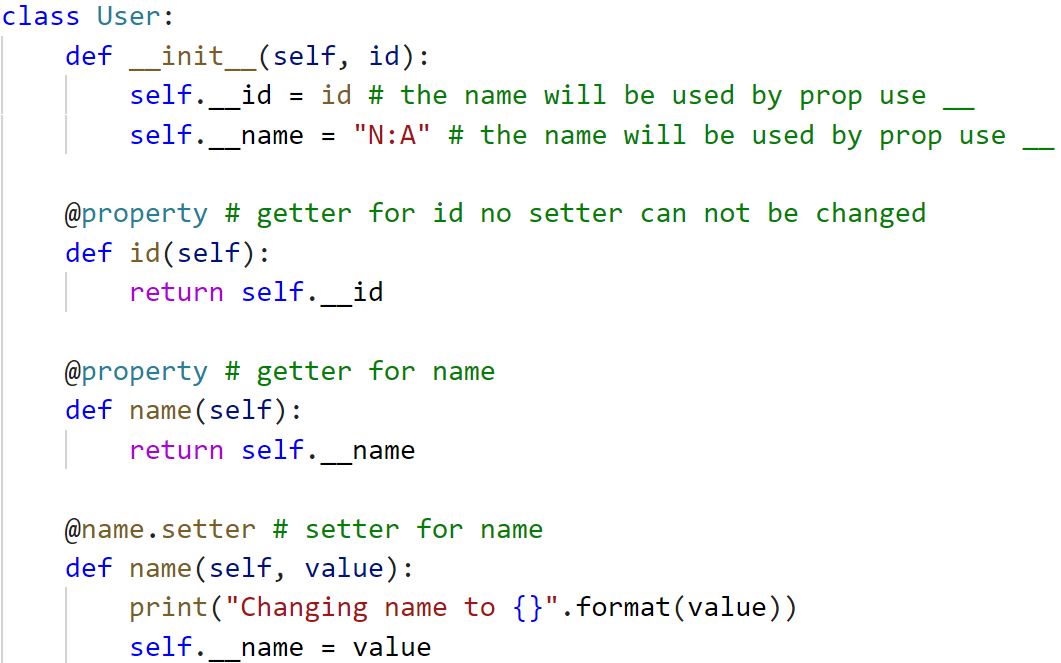 class User:
    def __init__(self, id):
        self.__id = id # the name will be used by prop use __
        self.__name = "N:A" # the name will be used by prop use __

    @property # getter for id no setter can not be changed
    def id(self):
        return self.__id

    @property # getter for name
    def name(self):
        return self.__name

    @name.setter # setter for name
    def name(self, value):
        print("Changing name to {}".format(value))
        self.__name = value